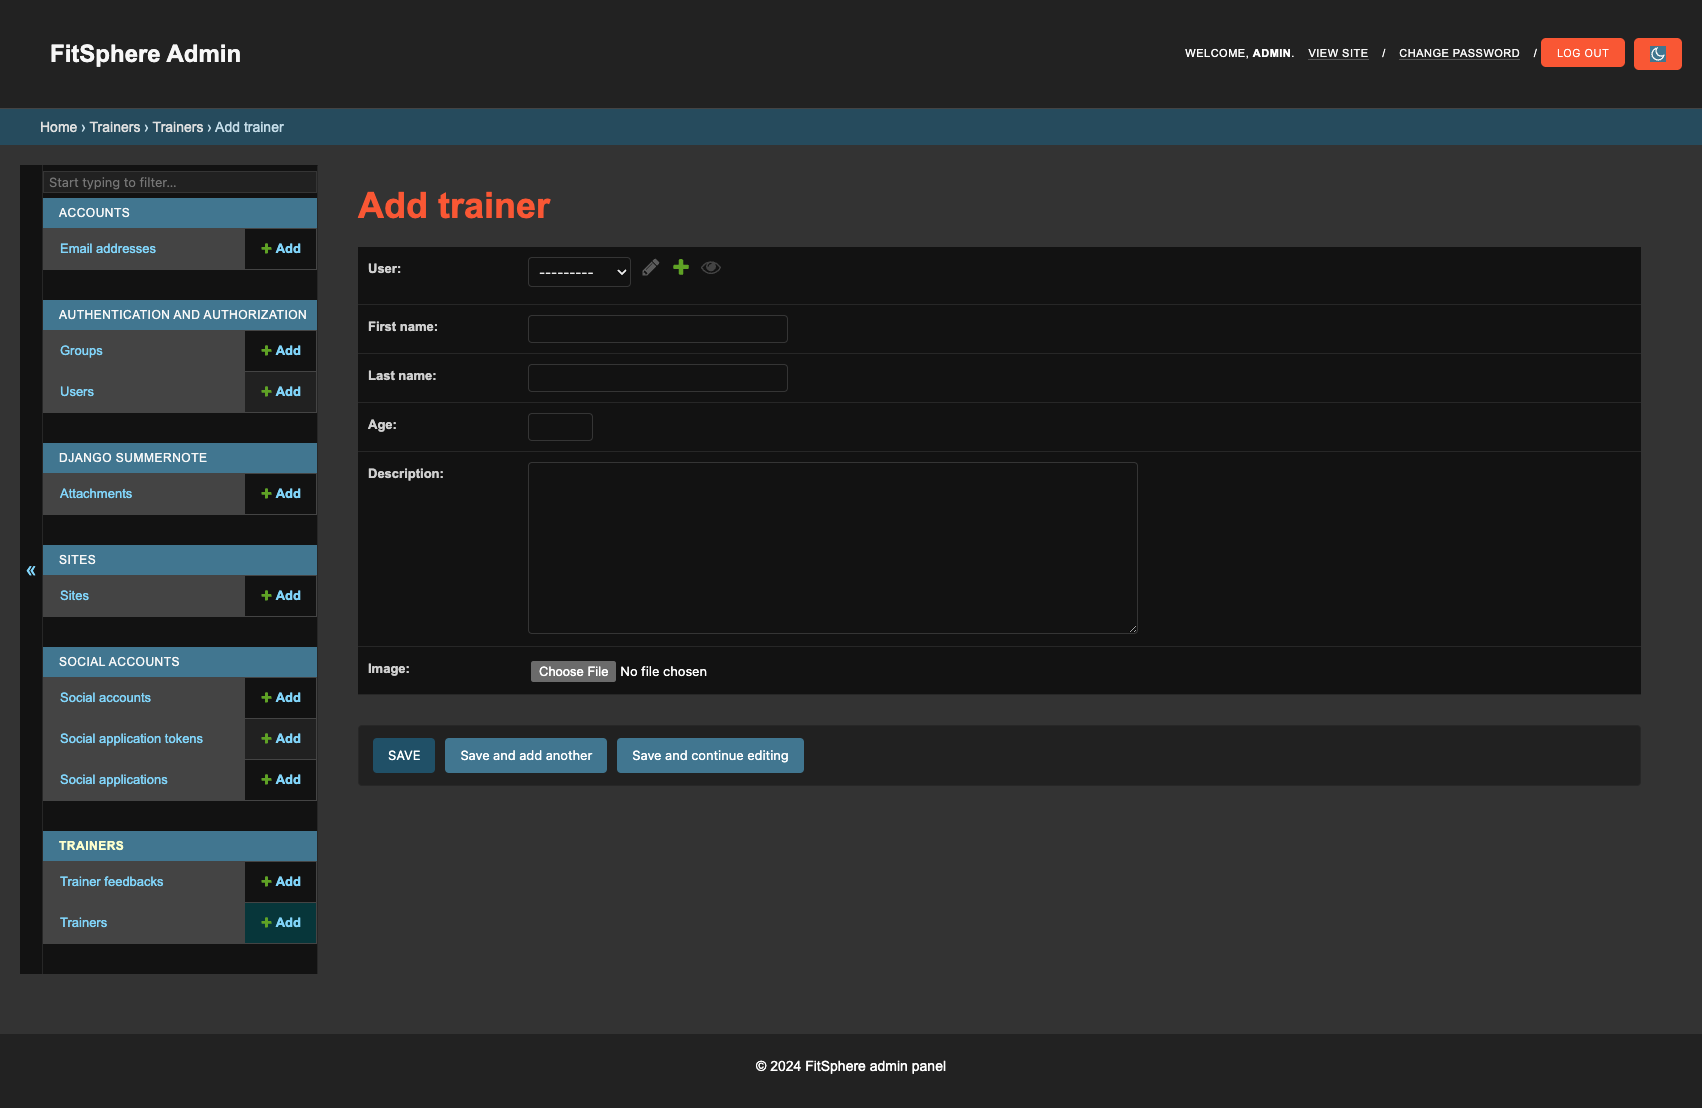 FitSphere Admin
WELCOME, ADMIN. VIEW SITE / CHANGE PASSWORD / LOG OUT
Home › Trainers › Trainers › Add trainer
Start typing to filter...
ACCOUNTS
Email addresses
Add
AUTHENTICATION AND AUTHORIZATION
Groups
Add
Users
Add
DJANGO SUMMERNOTE
Attachments
Add
SITES
Sites
Add
«
SOCIAL ACCOUNTS
Social accounts
Add
Social application tokens
Add
Social applications
Add
TRAINERS
Trainer feedbacks
Add
Trainers
Add
Add trainer
User:
---------
First name:
Last name:
Age:
Description:
Image:
Choose File No file chosen
SAVE
Save and add another
Save and continue editing
© 2024 FitSphere admin panel